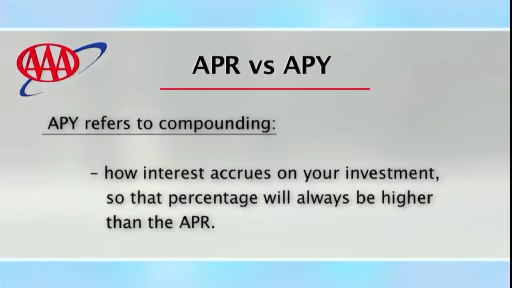 AAA
APR vs APY
APY refers to compounding:
– how interest accrues on your investment,
so that percentage will always be higher
than the APR.